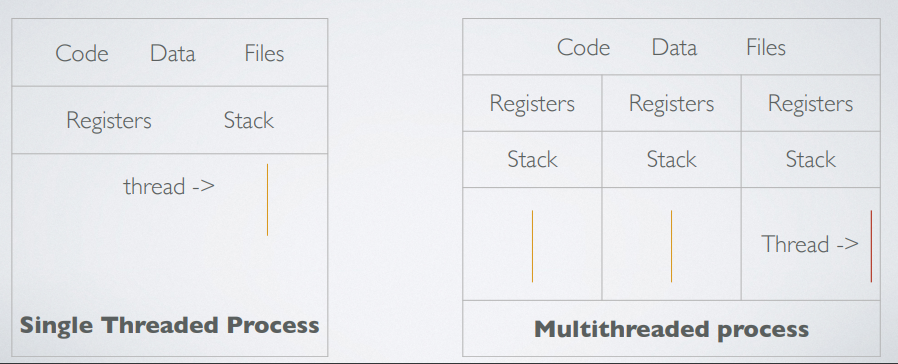 Code Data Files
Registers Stack
thread ->
Single Threaded Process
Code Data Files
Registers Registers Registers
Stack Stack Stack
Thread ->
Multithreaded process